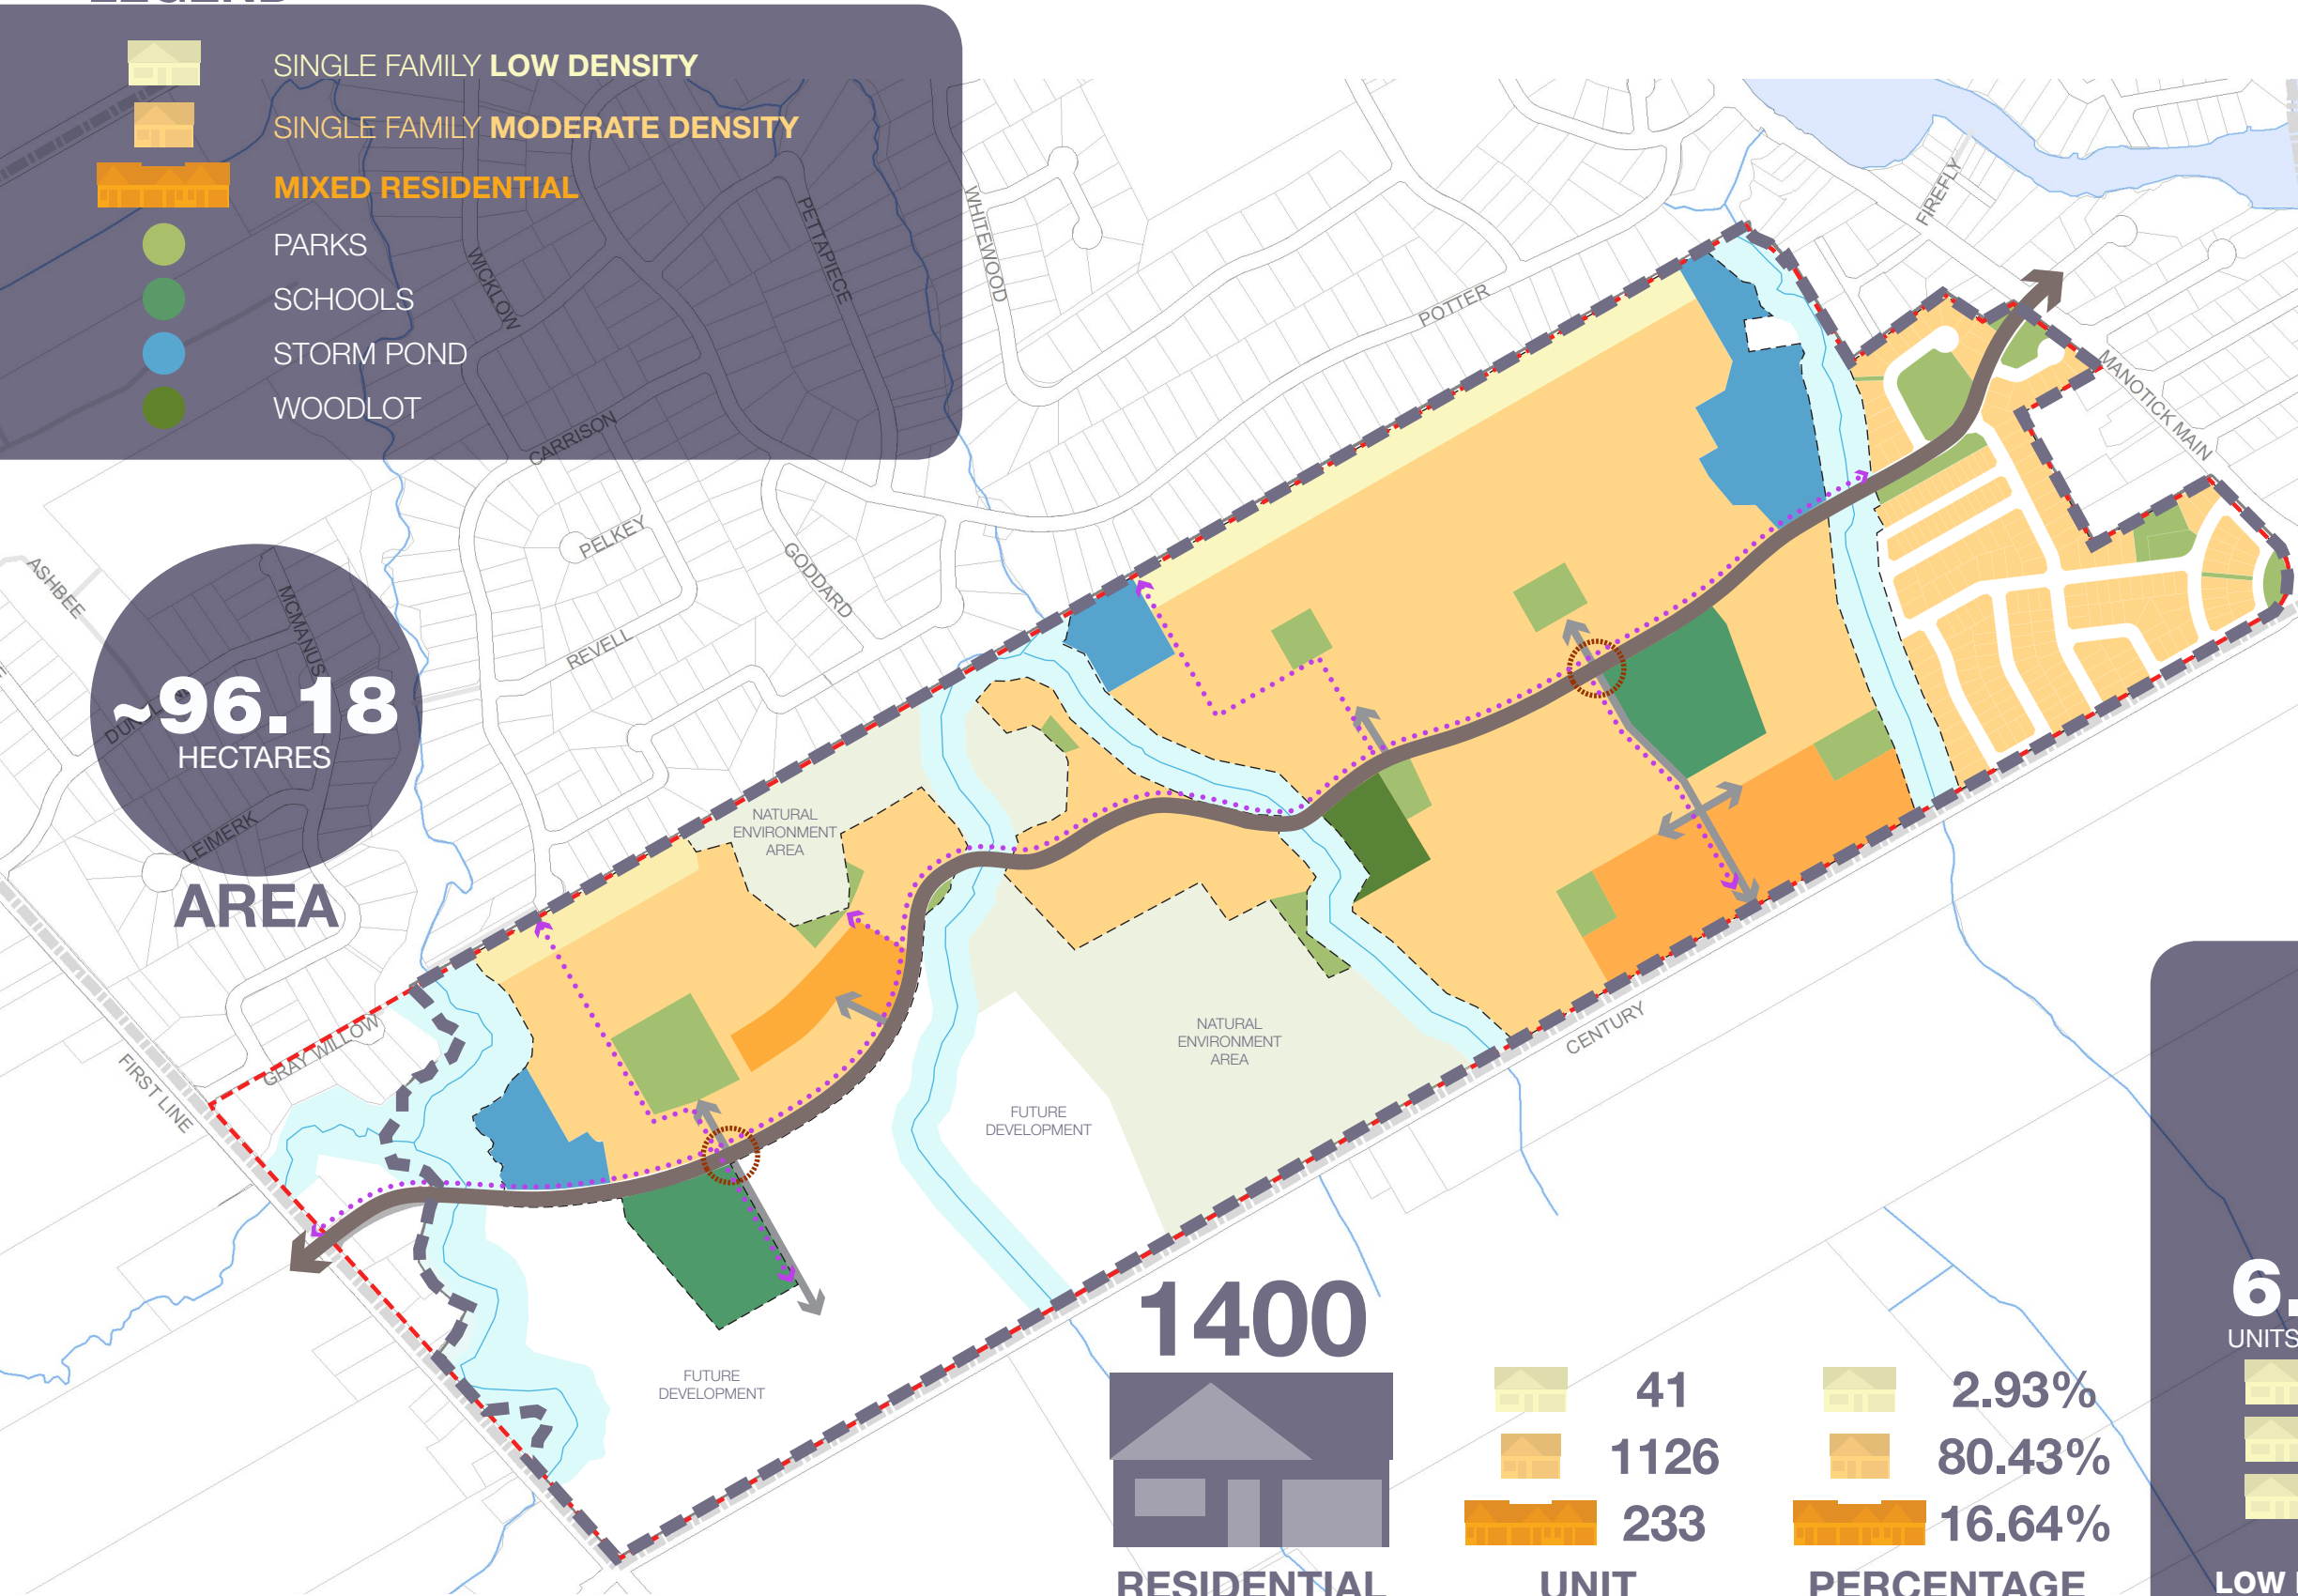 LEGEND
SINGLE FAMILY LOW DENSITY
SINGLE FAMILY MODERATE DENSITY
MIXED RESIDENTIAL
PARKS
SCHOOLS
STORM POND
WOODLOT
WICKLOW
PETTAPIECE
WHITEWOOD
POTTER
FIREFLY
MANOTICK MAIN
CARRISON
PELKEY
GODDARD
REVELL
ASHBEE
MCMANUS
LEIMERK
~96.18
HECTARES
AREA
GRAY WILLOW
FIRST LINE
CENTURY
NATURAL
ENVIRONMENT
AREA
NATURAL
ENVIRONMENT
AREA
FUTURE
DEVELOPMENT
FUTURE
DEVELOPMENT
1400
RESIDENTIAL
41
1126
233
UNIT
2.93%
80.43%
16.64%
PERCENTAGE
6.
UNITS
LOW